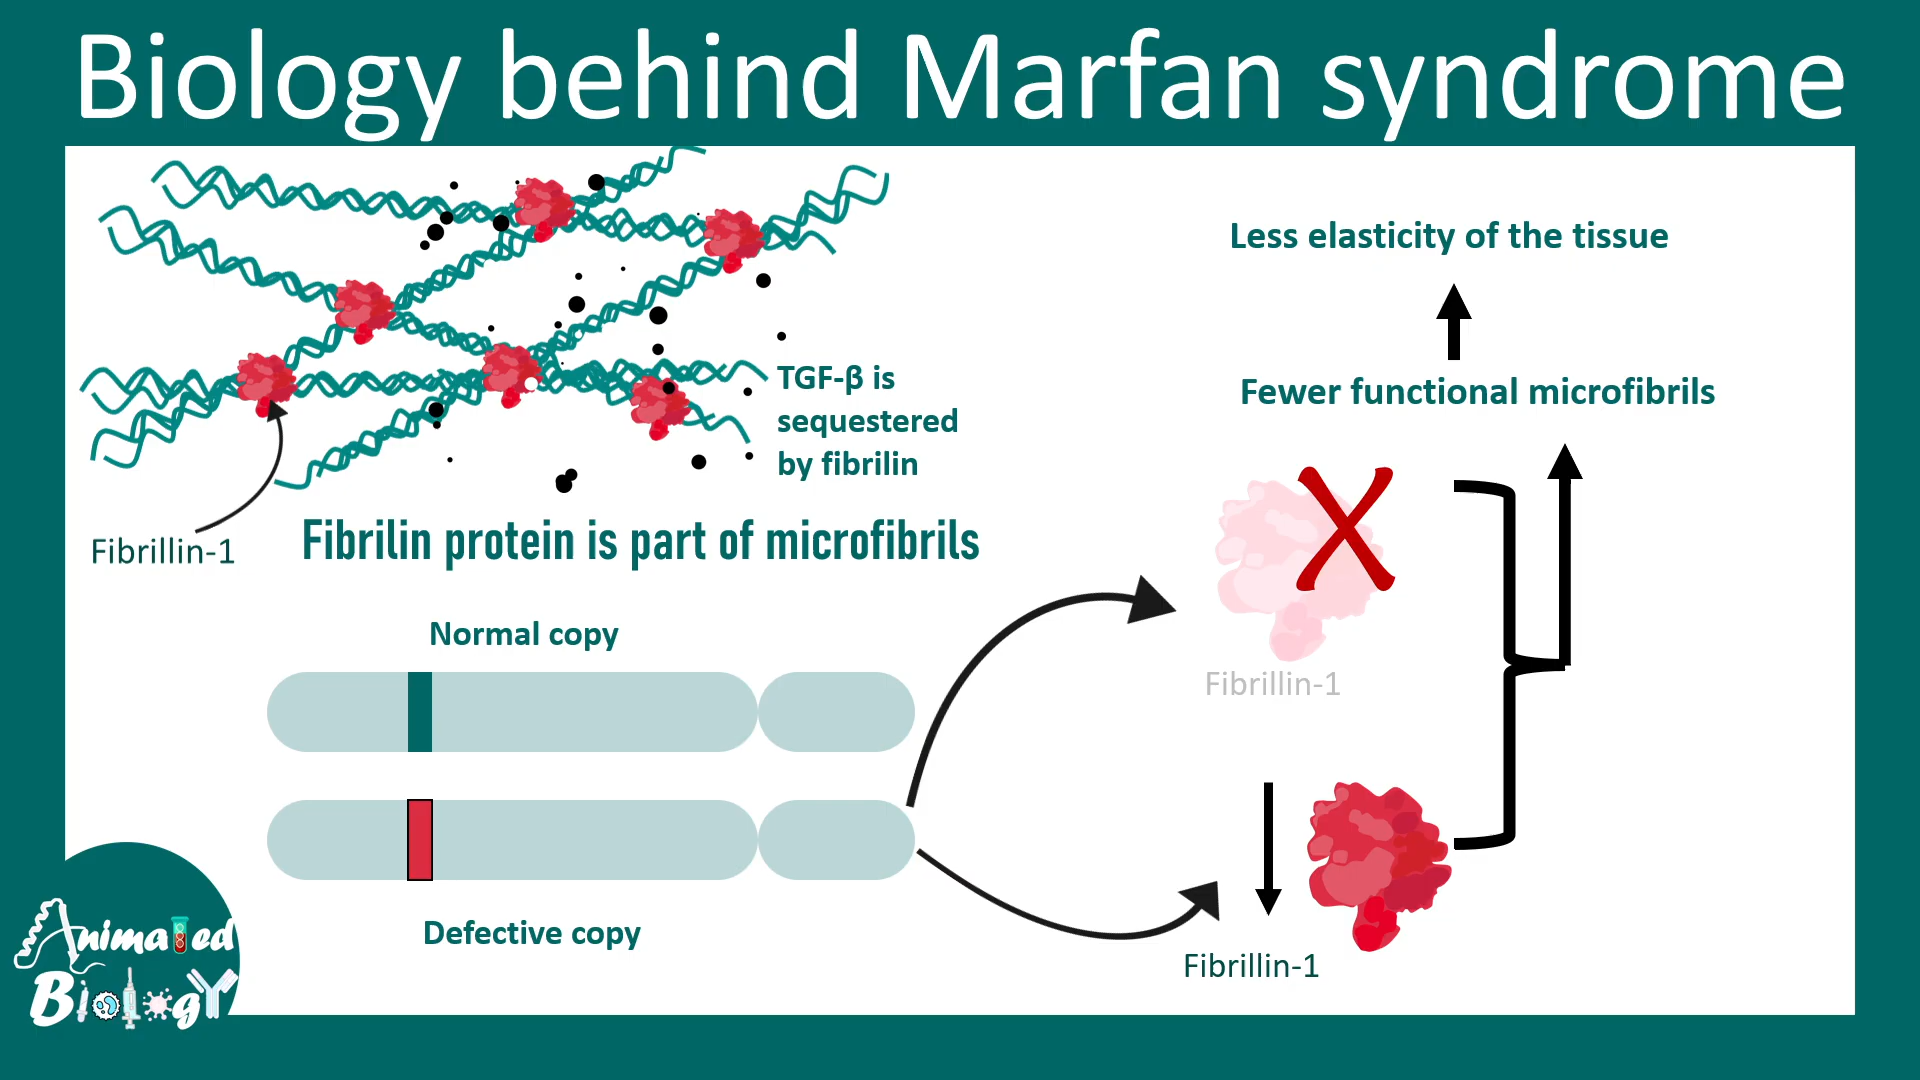 Biology behind Marfan syndrome
TGF-β is
sequestered
by fibrilin
Fibrillin-1
Fibrilin protein is part of microfibrils
Normal copy
Defective copy
Less elasticity of the tissue
Fewer functional microfibrils
Fibrillin-1
Fibrillin-1
Animated
Biology